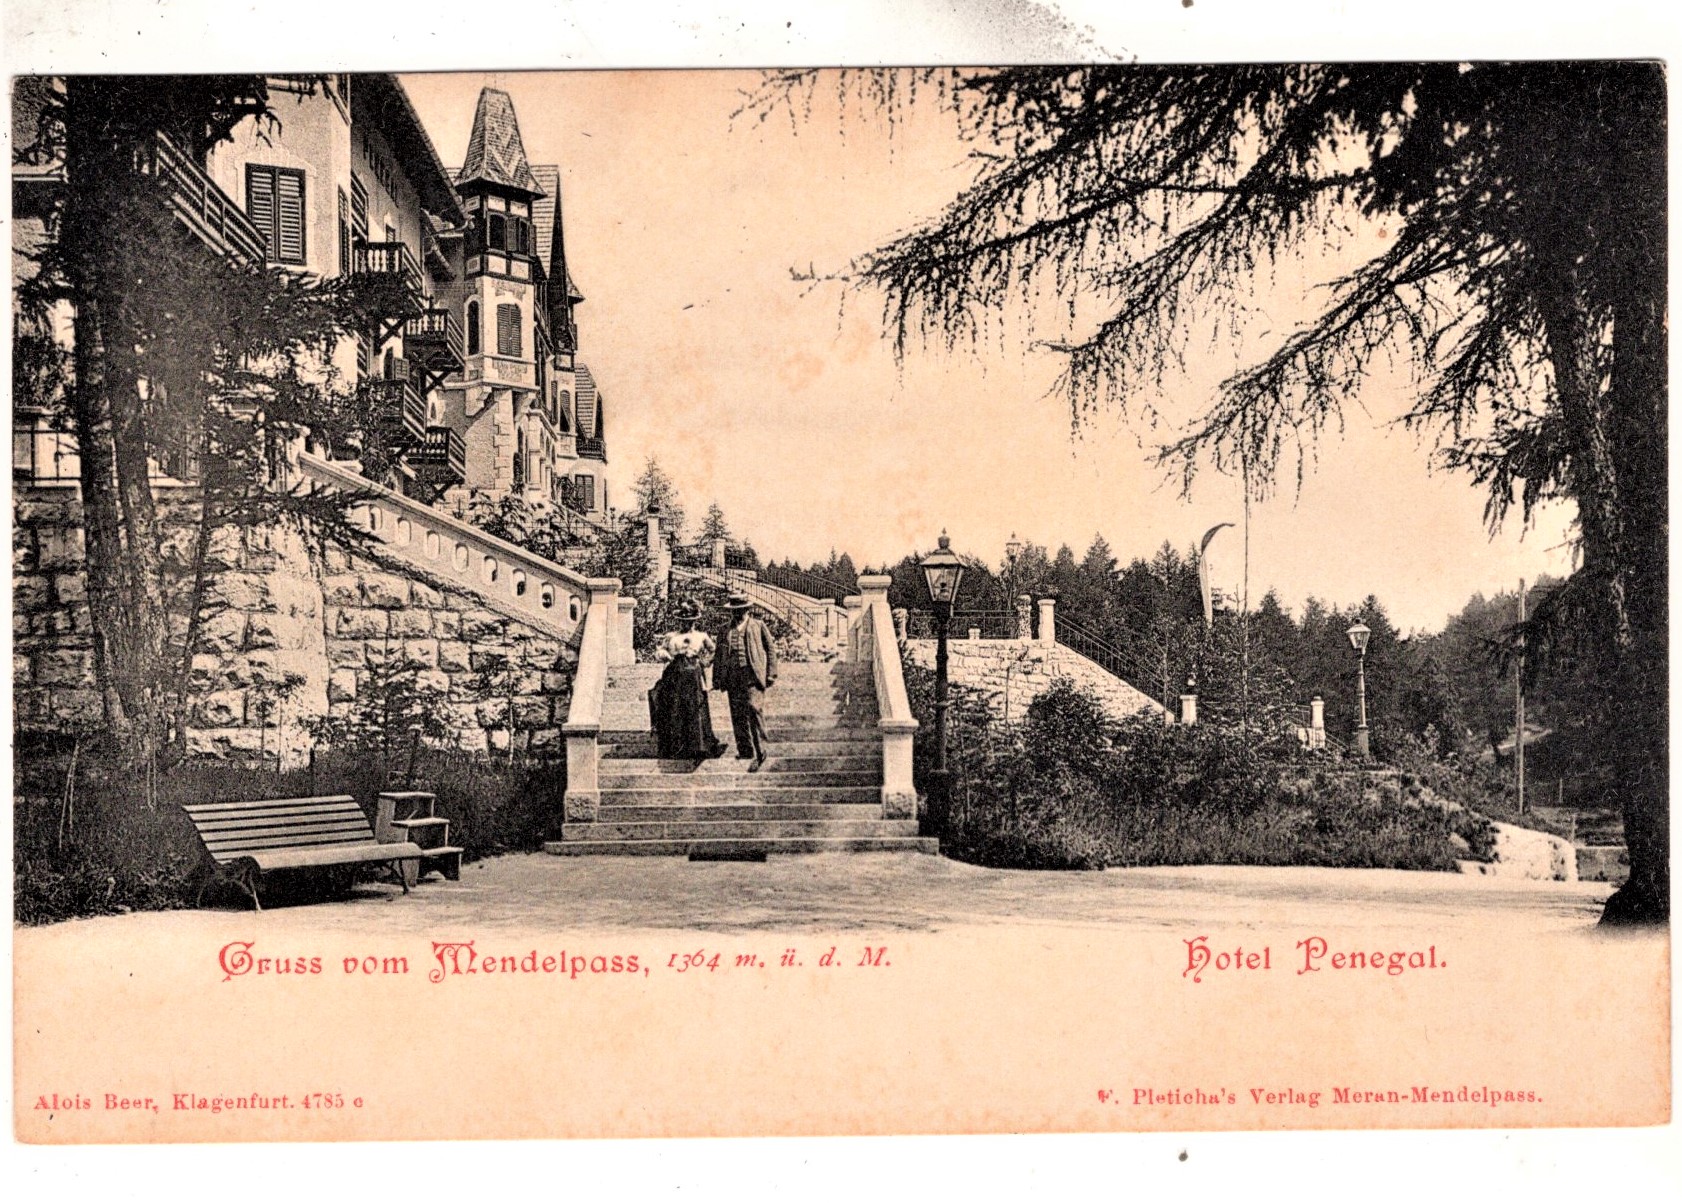 Gruss vom Mendelpass, 1364 m. ü. d. M.
Hotel Penegal.
Alois Beer, Klagenfurt. 4785 c
F. Pleticha's Verlag Meran-Mendelpass.